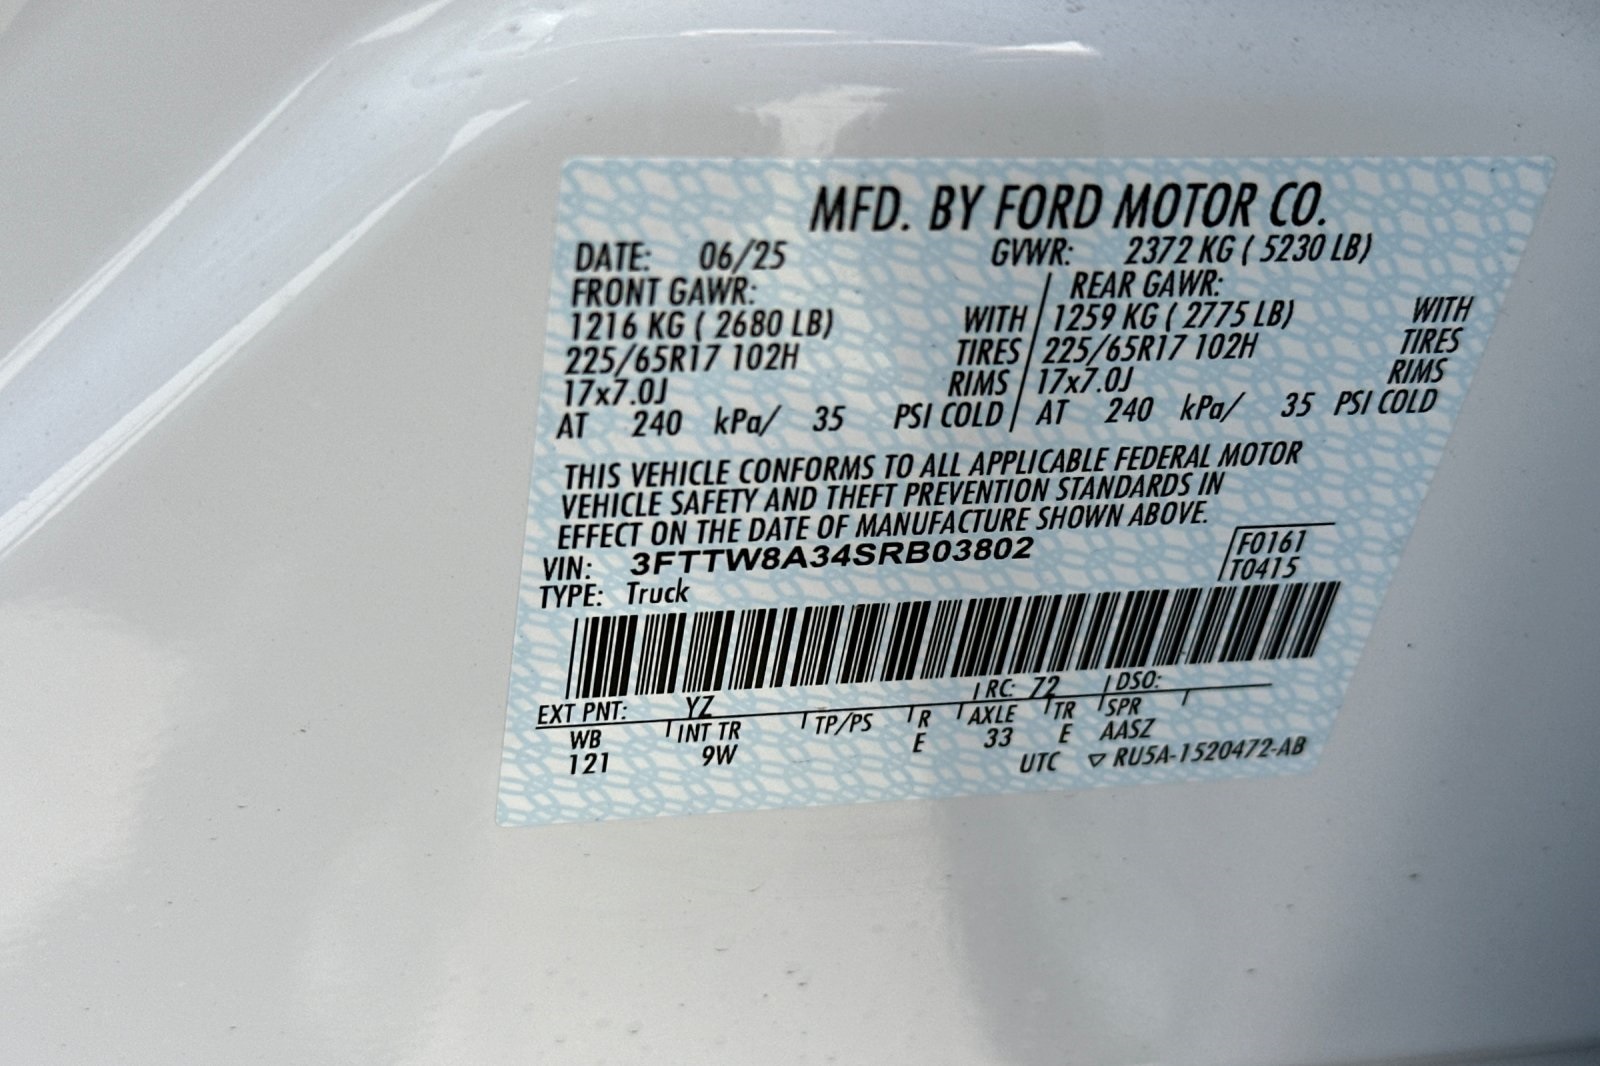 MFD. BY FORD MOTOR CO.
DATE: 06/25 GVWR: 2372 KG ( 5230 LB)
FRONT GAWR: REAR GAWR:
1216 KG ( 2680 LB) WITH 1259 KG ( 2775 LB) WITH
225/65R17 102H TIRES 225/65R17 102H TIRES
17x7.0J RIMS 17x7.0J RIMS
AT 240 kPa/ 35 PSI COLD AT 240 kPa/ 35 PSI COLD
THIS VEHICLE CONFORMS TO ALL APPLICABLE FEDERAL MOTOR
VEHICLE SAFETY AND THEFT PREVENTION STANDARDS IN
EFFECT ON THE DATE OF MANUFACTURE SHOWN ABOVE.
VIN: 3FTTW8A34SRB03802 F0161
TYPE: Truck T0415
EXT PNT: YZ RC: 72 DSO:
WB INT TR TP/PS R AXLE TR SPR
121 9W E 33 E AASZ
UTC ▽ RU5A-1520472-AB